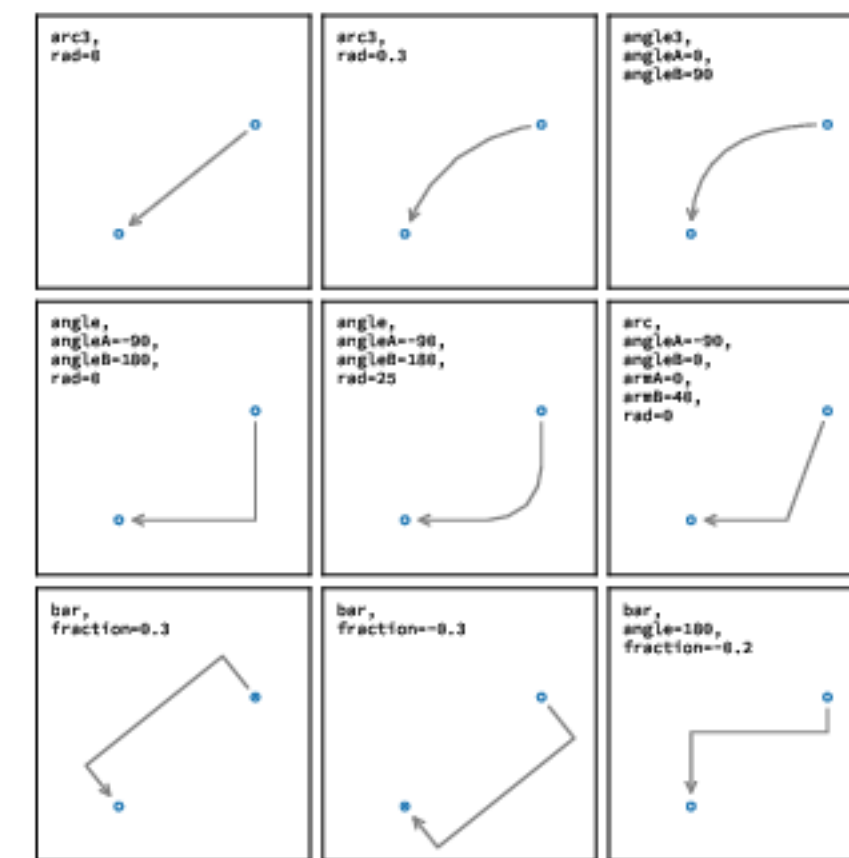 arc3,
rad=0
arc3,
rad=0.3
angle3,
angleA=0,
angleB=90
angle,
angleA=-90,
angleB=180,
rad=0
angle,
angleA=-90,
angleB=180,
rad=25
arc,
angleA=-90,
angleB=0,
armA=0,
armB=40,
rad=0
bar,
fraction=0.3
bar,
fraction=-0.3
bar,
angle=180,
fraction=-0.2